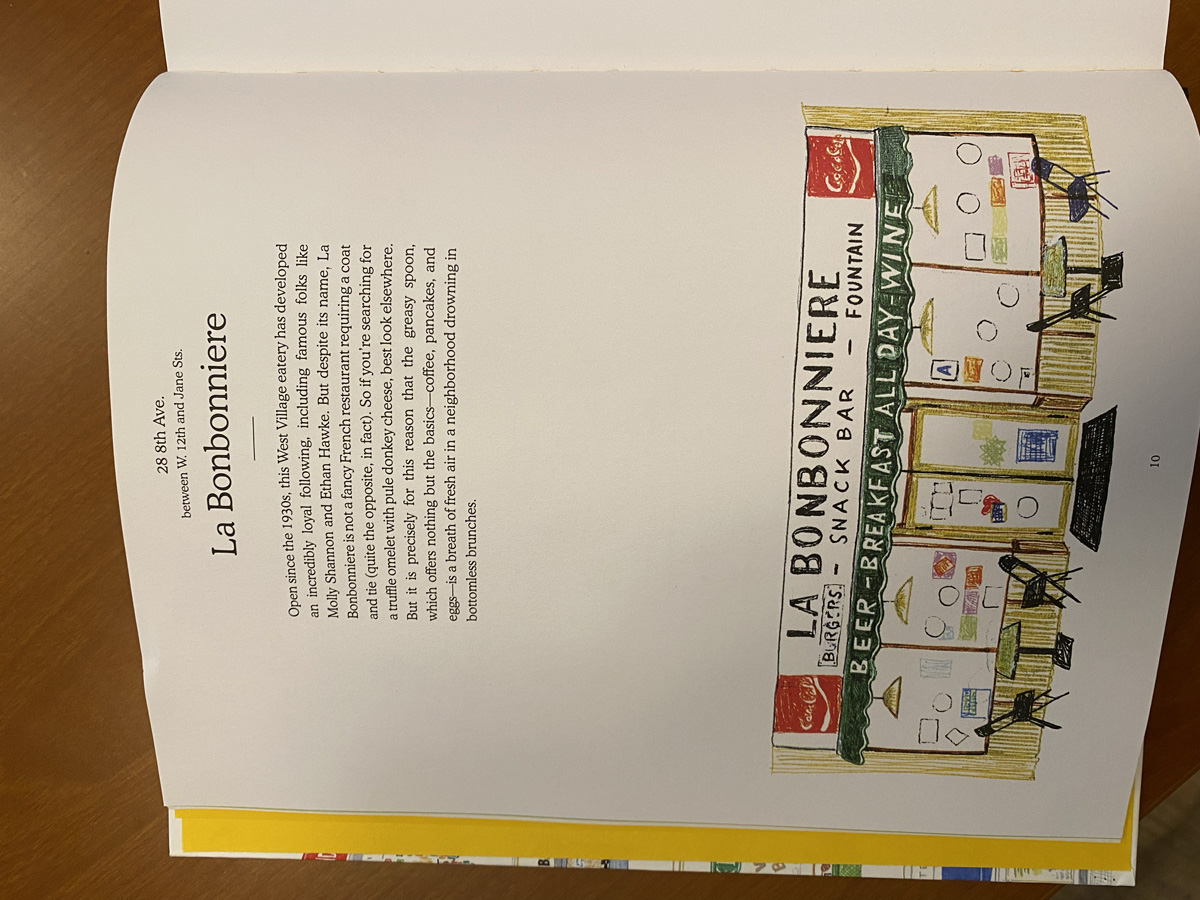 28 8th Ave.
between W. 12th and Jane Sts.
La Bonbonniere
Open since the 1930s, this West Village eatery has developed
an incredibly loyal following, including famous folks like
Molly Shannon and Ethan Hawke. But despite its name, La
Bonbonniere is not a fancy French restaurant requiring a coat
and tie (quite the opposite, in fact). So if you’re searching for
a truffle omelet with pule donkey cheese, best look elsewhere.
But it is precisely for this reason that the greasy spoon,
which offers nothing but the basics—coffee, pancakes, and
eggs—is a breath of fresh air in a neighborhood drowning in
bottomless brunches.
Coca Cola
LA BONBONNIERE
Coca Cola
BURGERS - SNACK BAR - FOUNTAIN
BEER - BREAKFAST ALL DAY - WINE
A
10